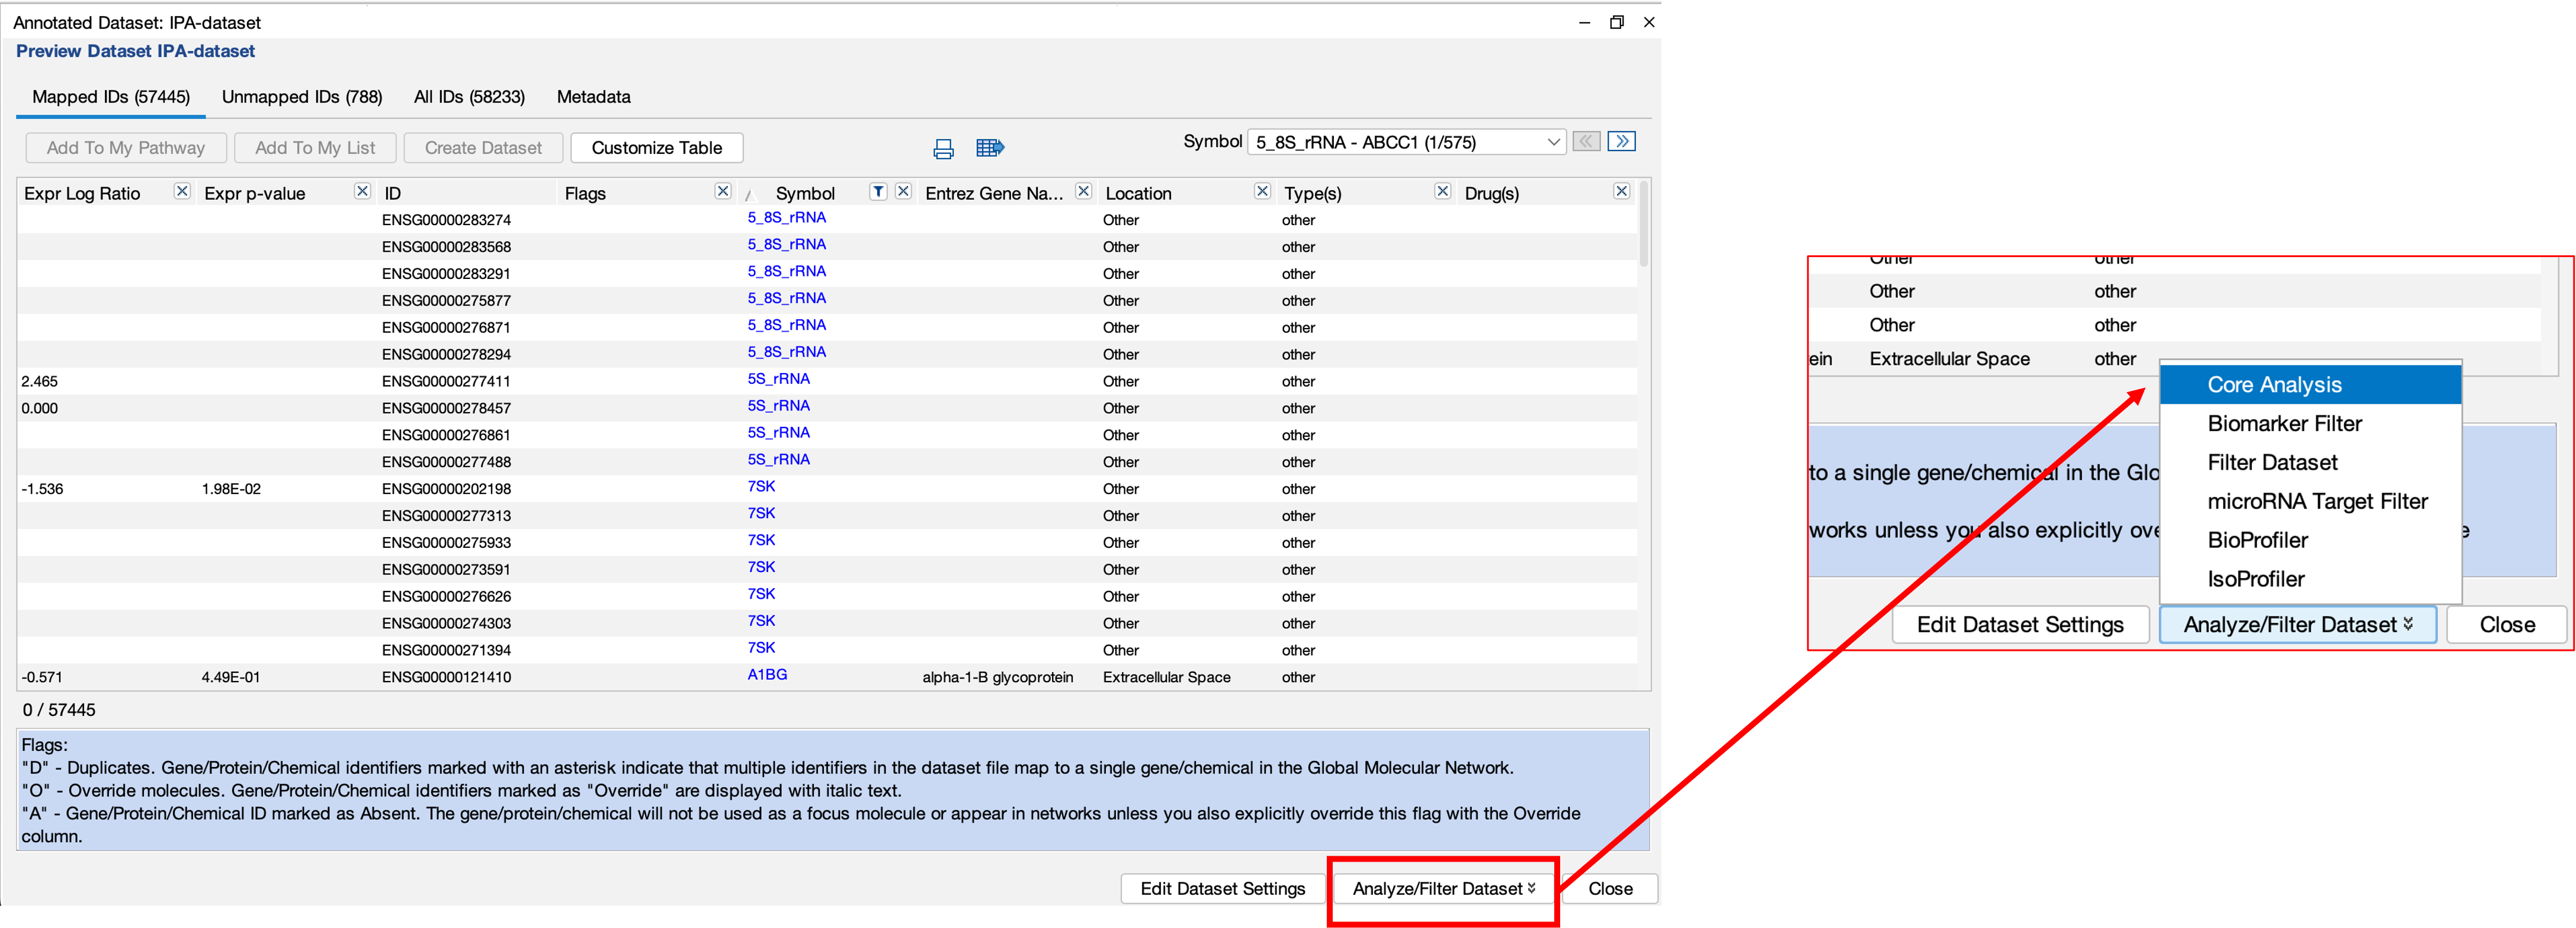 Annotated Dataset: IPA-dataset
Preview Dataset IPA-dataset
Mapped IDs (57445) Unmapped IDs (788) All IDs (58233) Metadata
Add To My Pathway Add To My List Create Dataset Customize Table Symbol 5_8S_rRNA - ABCC1 (1/575)
Expr Log Ratio Expr p-value ID Flags Symbol Entrez Gene Na... Location Type(s) Drug(s)
ENSG00000283274 5_8S_rRNA Other other
ENSG00000283568 5_8S_rRNA Other other
ENSG00000283291 5_8S_rRNA Other other
ENSG00000275877 5_8S_rRNA Other other
ENSG00000276871 5_8S_rRNA Other other
ENSG00000278294 5_8S_rRNA Other other
2.465 ENSG00000277411 5S_rRNA Other other
0.000 ENSG00000278457 5S_rRNA Other other
ENSG00000276861 5S_rRNA Other other
ENSG00000277488 5S_rRNA Other other
-1.536 1.98E-02 ENSG00000202198 7SK Other other
ENSG00000277313 7SK Other other
ENSG00000275933 7SK Other other
ENSG00000273591 7SK Other other
ENSG00000276626 7SK Other other
ENSG00000274303 7SK Other other
ENSG00000271394 7SK Other other
-0.571 4.49E-01 ENSG00000121410 A1BG alpha-1-B glycoprotein Extracellular Space other
0 / 57445
Flags:
"D" - Duplicates. Gene/Protein/Chemical identifiers marked with an asterisk indicate that multiple identifiers in the dataset file map to a single gene/chemical in the Global Molecular Network.
"O" - Override molecules. Gene/Protein/Chemical identifiers marked as "Override" are displayed with italic text.
"A" - Gene/Protein/Chemical ID marked as Absent. The gene/protein/chemical will not be used as a focus molecule or appear in networks unless you also explicitly override this flag with the Override
column.
Edit Dataset Settings Analyze/Filter Dataset Close
Other other
Other other
Other other
ein Extracellular Space other
Core Analysis
Biomarker Filter
Filter Dataset
to a single gene/chemical in the Glo
microRNA Target Filter
works unless you also explicitly ove e
BioProfiler
IsoProfiler
Edit Dataset Settings Analyze/Filter Dataset Close